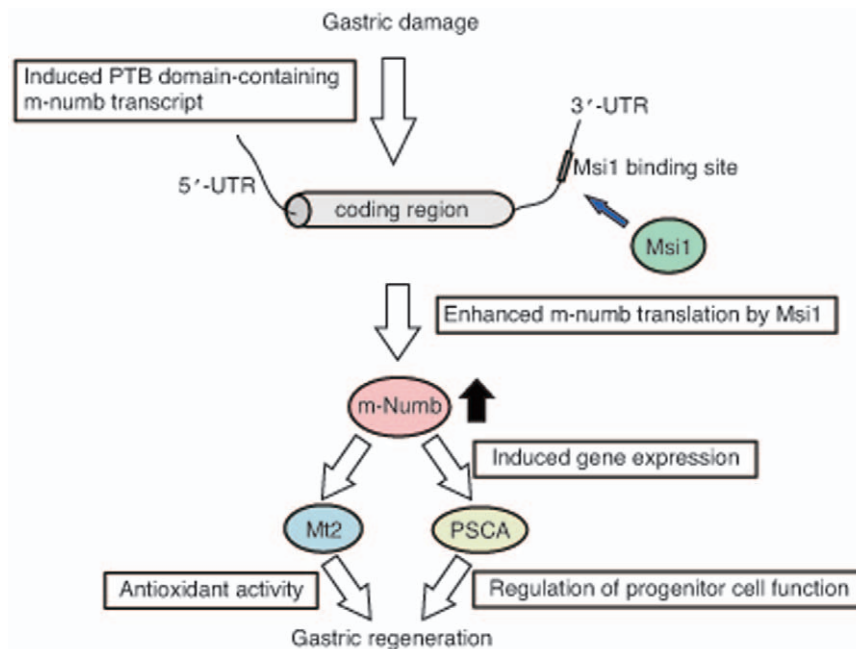 Gastric damage
Induced PTB domain-containing
m-numb transcript
3′-UTR
Msi1 binding site
5′-UTR
coding region
Msi1
Enhanced m-numb translation by Msi1
m-Numb
Induced gene expression
Mt2
PSCA
Antioxidant activity
Regulation of progenitor cell function
Gastric regeneration